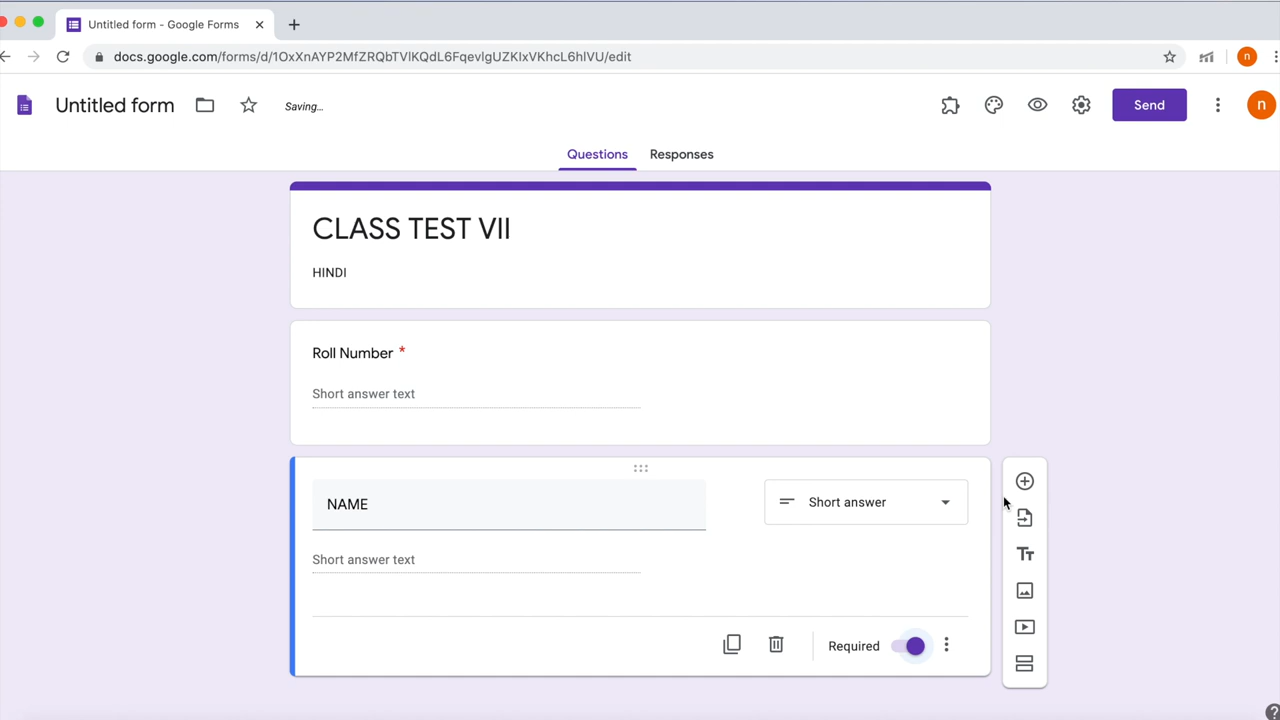 Untitled form - Google Forms
docs.google.com/forms/d/1OxXnAYP2MfZRQbTVlKQdL6FqevlgUZKIxVKhcL6hlVU/edit
n
Untitled form
Saving...
Send
n
Questions
Responses
CLASS TEST VII
HINDI
Roll Number *
Short answer text
NAME
Short answer
Short answer text
Required